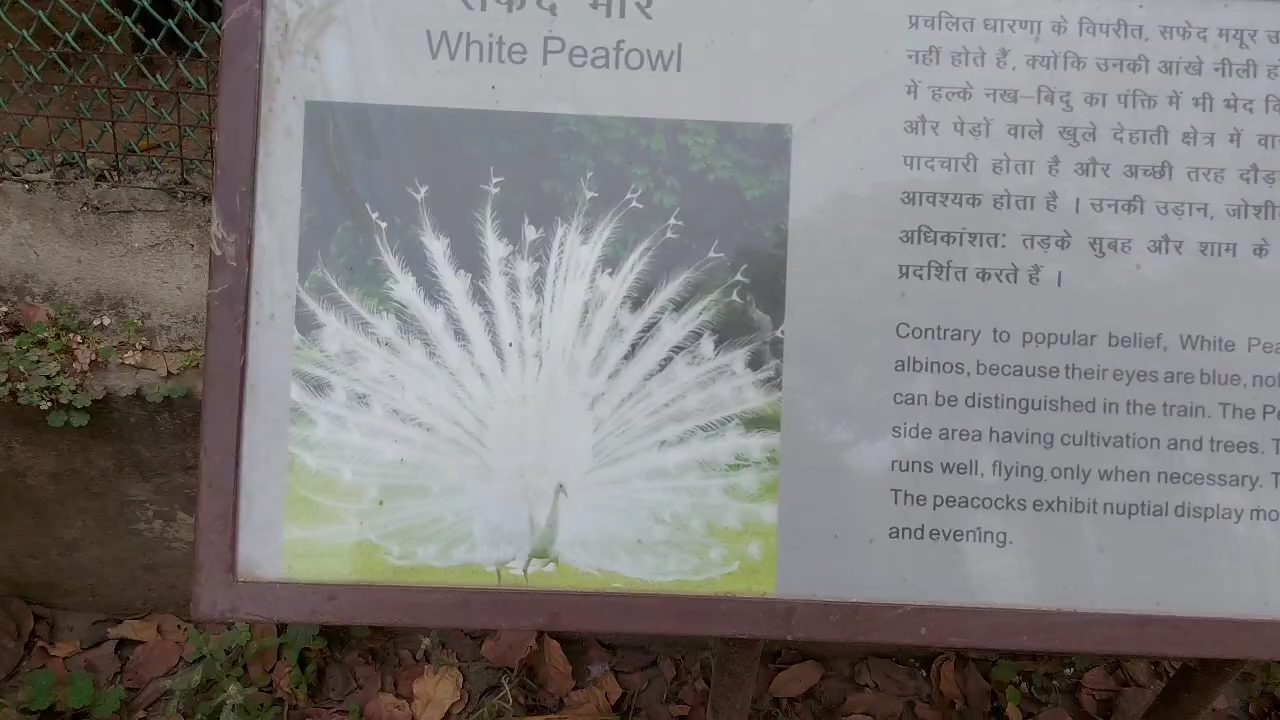 सफेद मोर
White Peafowl
प्रचलित धारणा के विपरीत, सफेद मयूर
नहीं होते हैं, क्योंकि उनकी आंखे नीली
में हल्के नख–बिंदु का पंक्ति में भी भेद
और पेड़ों वाले खुले देहाती क्षेत्र में
पादचारी होता है और अच्छी तरह
आवश्यक होता है । उनकी उड़ान,
अधिकांशत: तड़के सुबह और शाम के
प्रदर्शित करते हैं ।
Contrary to popular belief, White
albinos, because their eyes are blue,
can be distinguished in the train. The
side area having cultivation and trees.
runs well, flying only when necessary.
The peacocks exhibit nuptial display
and evening.